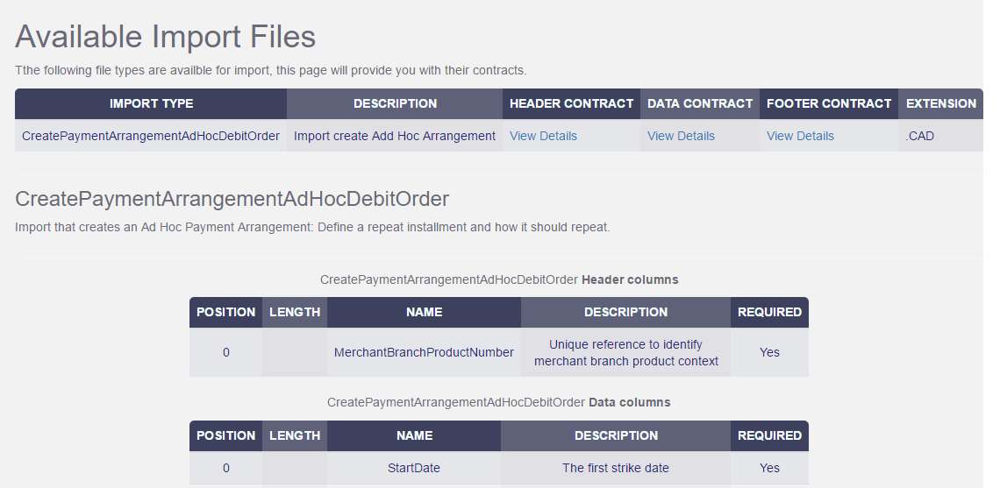 Available Import Files
Tthe following file types are availble for import, this page will provide you with their contracts.
IMPORT TYPE DESCRIPTION HEADER CONTRACT DATA CONTRACT FOOTER CONTRACT EXTENSION
CreatePaymentArrangementAdHocDebitOrder Import create Add Hoc Arrangement View Details View Details View Details .CAD
CreatePaymentArrangementAdHocDebitOrder
Import that creates an Ad Hoc Payment Arrangement: Define a repeat installment and how it should repeat.
CreatePaymentArrangementAdHocDebitOrder Header columns
POSITION LENGTH NAME DESCRIPTION REQUIRED
0 MerchantBranchProductNumber Unique reference to identify
merchant branch product context Yes
CreatePaymentArrangementAdHocDebitOrder Data columns
POSITION LENGTH NAME DESCRIPTION REQUIRED
0 StartDate The first strike date Yes